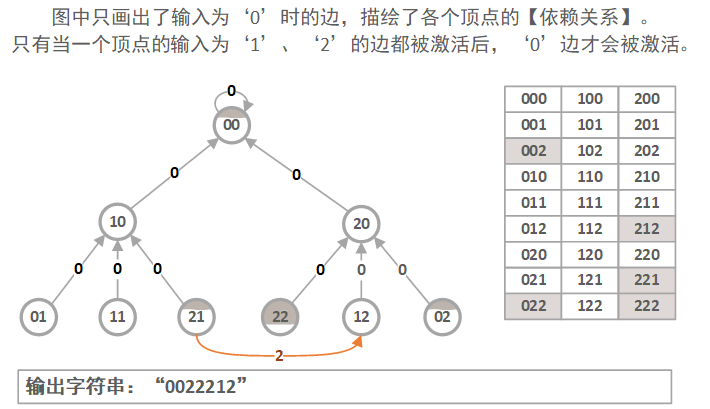 图中只画出了输入为‘0’时的边，描绘了各个顶点的【依赖关系】。
只有当一个顶点的输入为‘1’、‘2’的边都被激活后，‘0’边才会被激活。
0
00
0 0
10 20
0 0 0 0 0 0
01 11 21 22 12 02
2
000 100 200
001 101 201
002 102 202
010 110 210
011 111 211
012 112 212
020 120 220
021 121 221
022 122 222
输出字符串：“0022212”